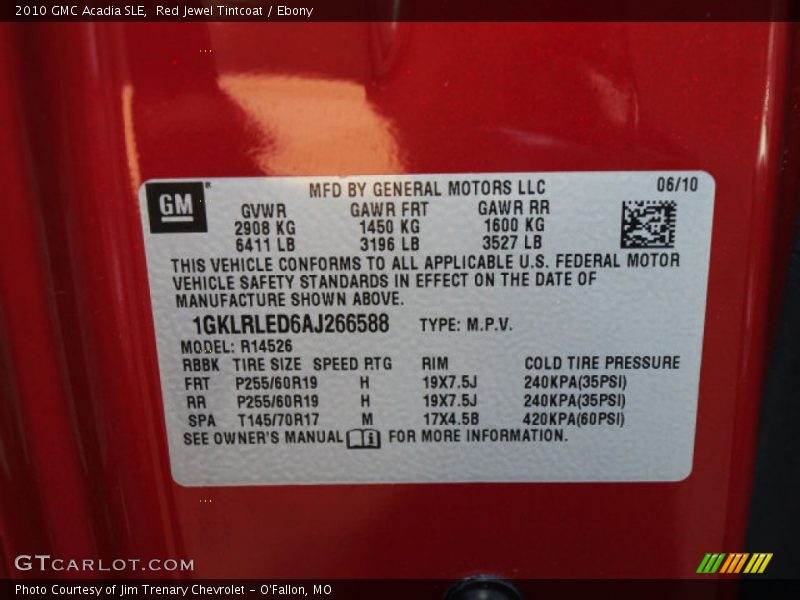 2010 GMC Acadia SLE,  Red Jewel Tintcoat / Ebony
GM
MFD BY GENERAL MOTORS LLC 06/10
GVWR GAWR FRT GAWR RR
2908 KG 1450 KG 1600 KG
6411 LB 3196 LB 3527 LB
THIS VEHICLE CONFORMS TO ALL APPLICABLE U.S. FEDERAL MOTOR
VEHICLE SAFETY STANDARDS IN EFFECT ON THE DATE OF
MANUFACTURE SHOWN ABOVE.
1GKLRLED6AJ266588 TYPE: M.P.V.
MODEL: R14526
RBBK TIRE SIZE SPEED RTG RIM COLD TIRE PRESSURE
FRT P255/60R19 H 19X7.5J 240KPA(35PSI)
RR P255/60R19 H 19X7.5J 240KPA(35PSI)
SPA T145/70R17 M 17X4.5B 420KPA(60PSI)
SEE OWNER'S MANUAL FOR MORE INFORMATION.
GTCARLOT.COM
Photo Courtesy of Jim Trenary Chevrolet - O'Fallon, MO